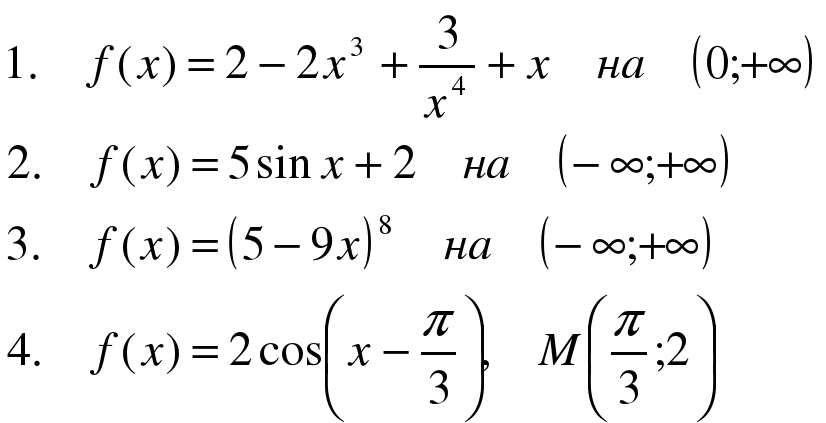 1. f(x) = 2 − 2x³ + 3/x⁴ + x на (0;+∞)
2. f(x) = 5 sin x + 2 на (− ∞;+∞)
3. f(x) = (5 − 9x)⁸ на (− ∞;+∞)
4. f(x) = 2 cos(x − π/3), M(π/3;2)